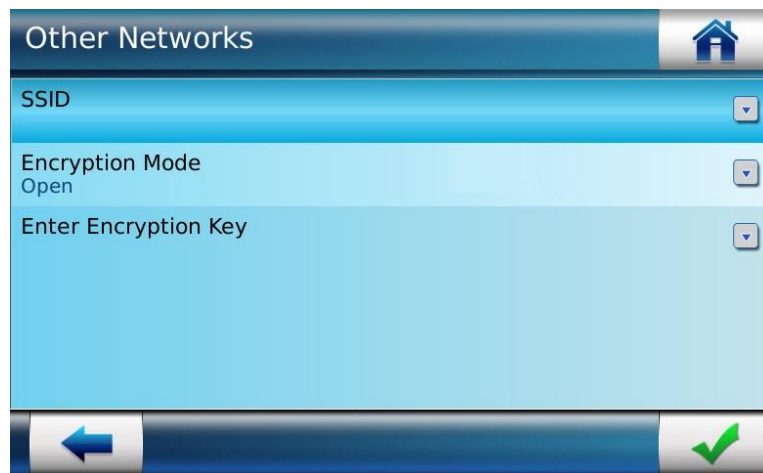 Other Networks
SSID
Encryption Mode
Open
Enter Encryption Key